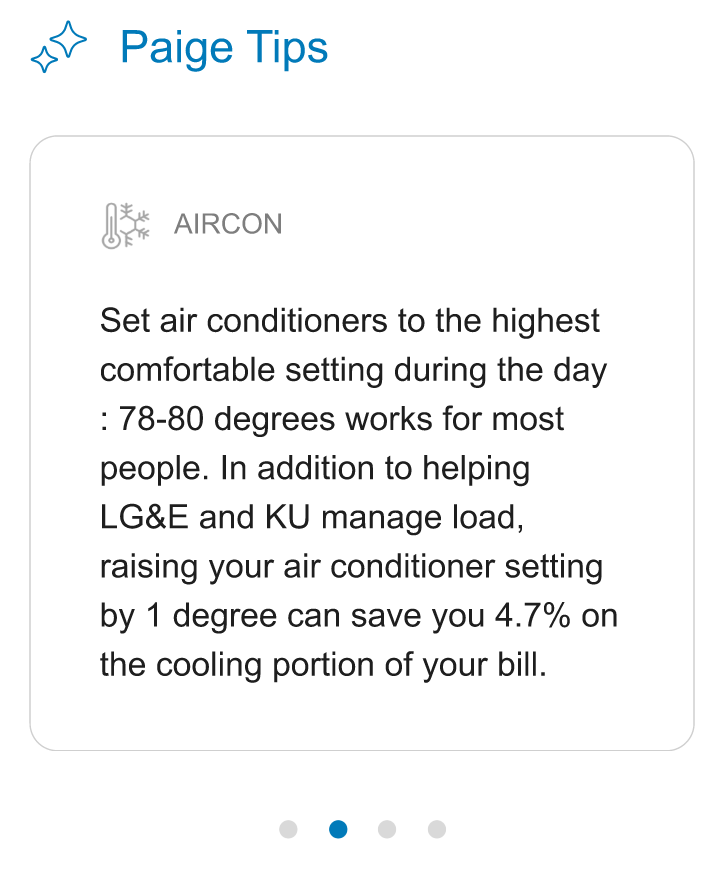 Paige Tips
AIRCON
Set air conditioners to the highest
comfortable setting during the day
: 78-80 degrees works for most
people. In addition to helping
LG&E and KU manage load,
raising your air conditioner setting
by 1 degree can save you 4.7% on
the cooling portion of your bill.